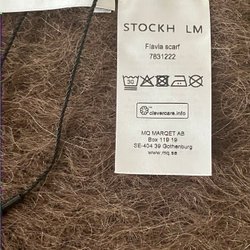 STOCKH LM
Flavia scarf
7831222
clevercare.info
MQ MARQET AB
Box 119 19
SE-404 39 Gothenburg
www.mq.se